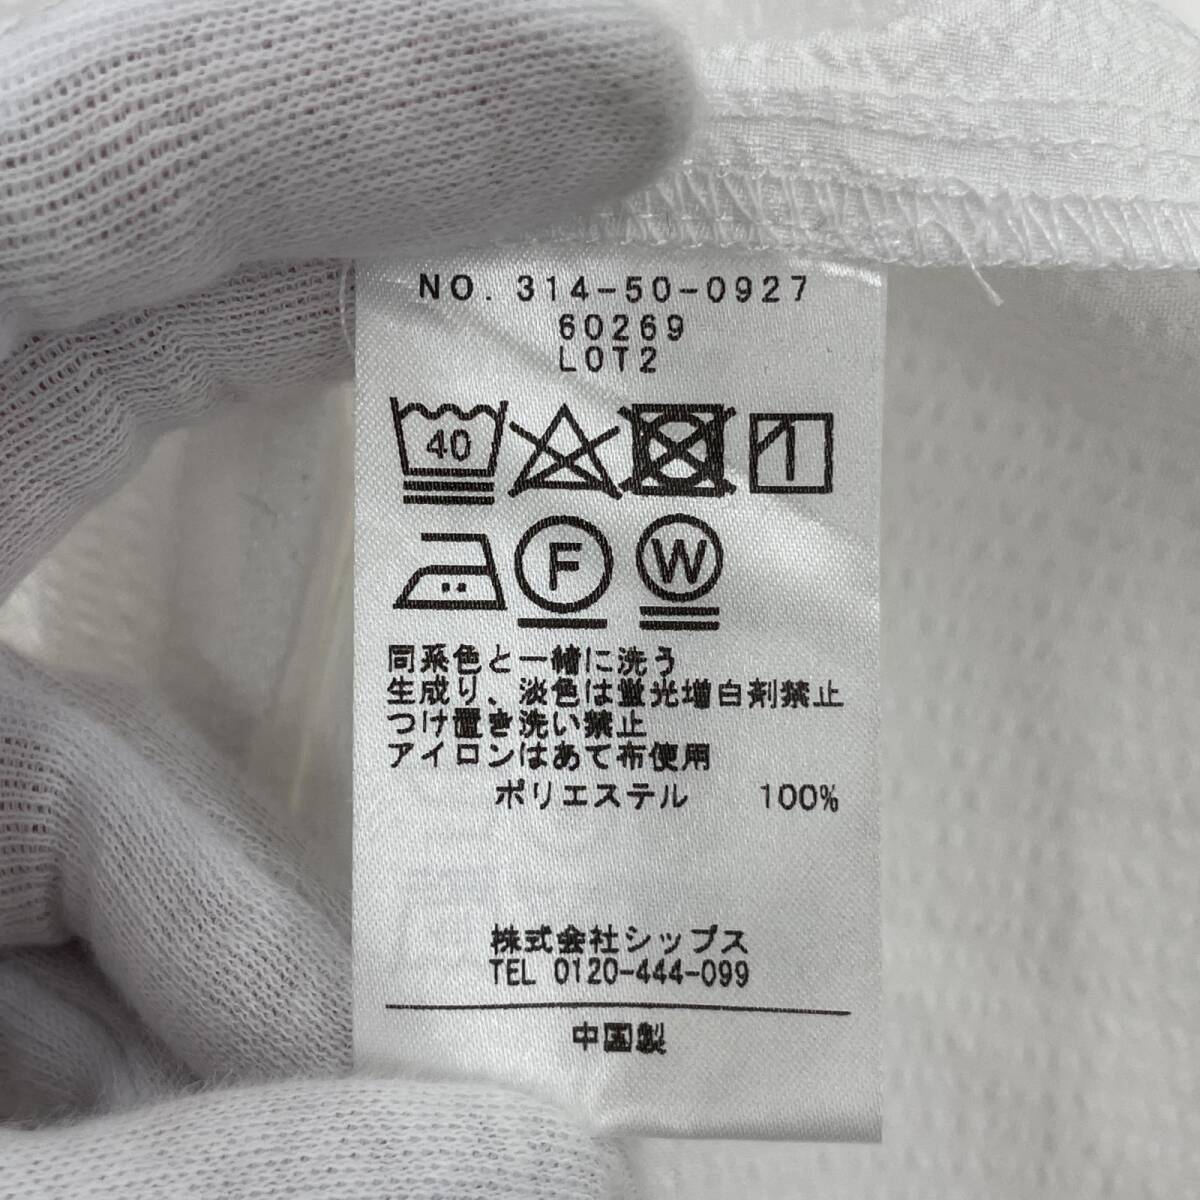 NO. 314-50-0927
60269
LOT2
40
F W
同系色と一緒に洗う
生成り、淡色は蛍光増白剤禁止
つけ置き洗い禁止
アイロンはあて布使用
ポリエステル 100%
株式会社シップス
TEL 0120-444-099
中国製